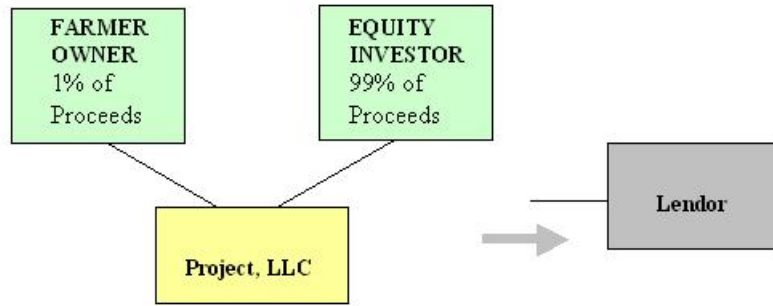 FARMER
OWNER
1% of
Proceeds
EQUITY
INVESTOR
99% of
Proceeds
Project, LLC
Lendor